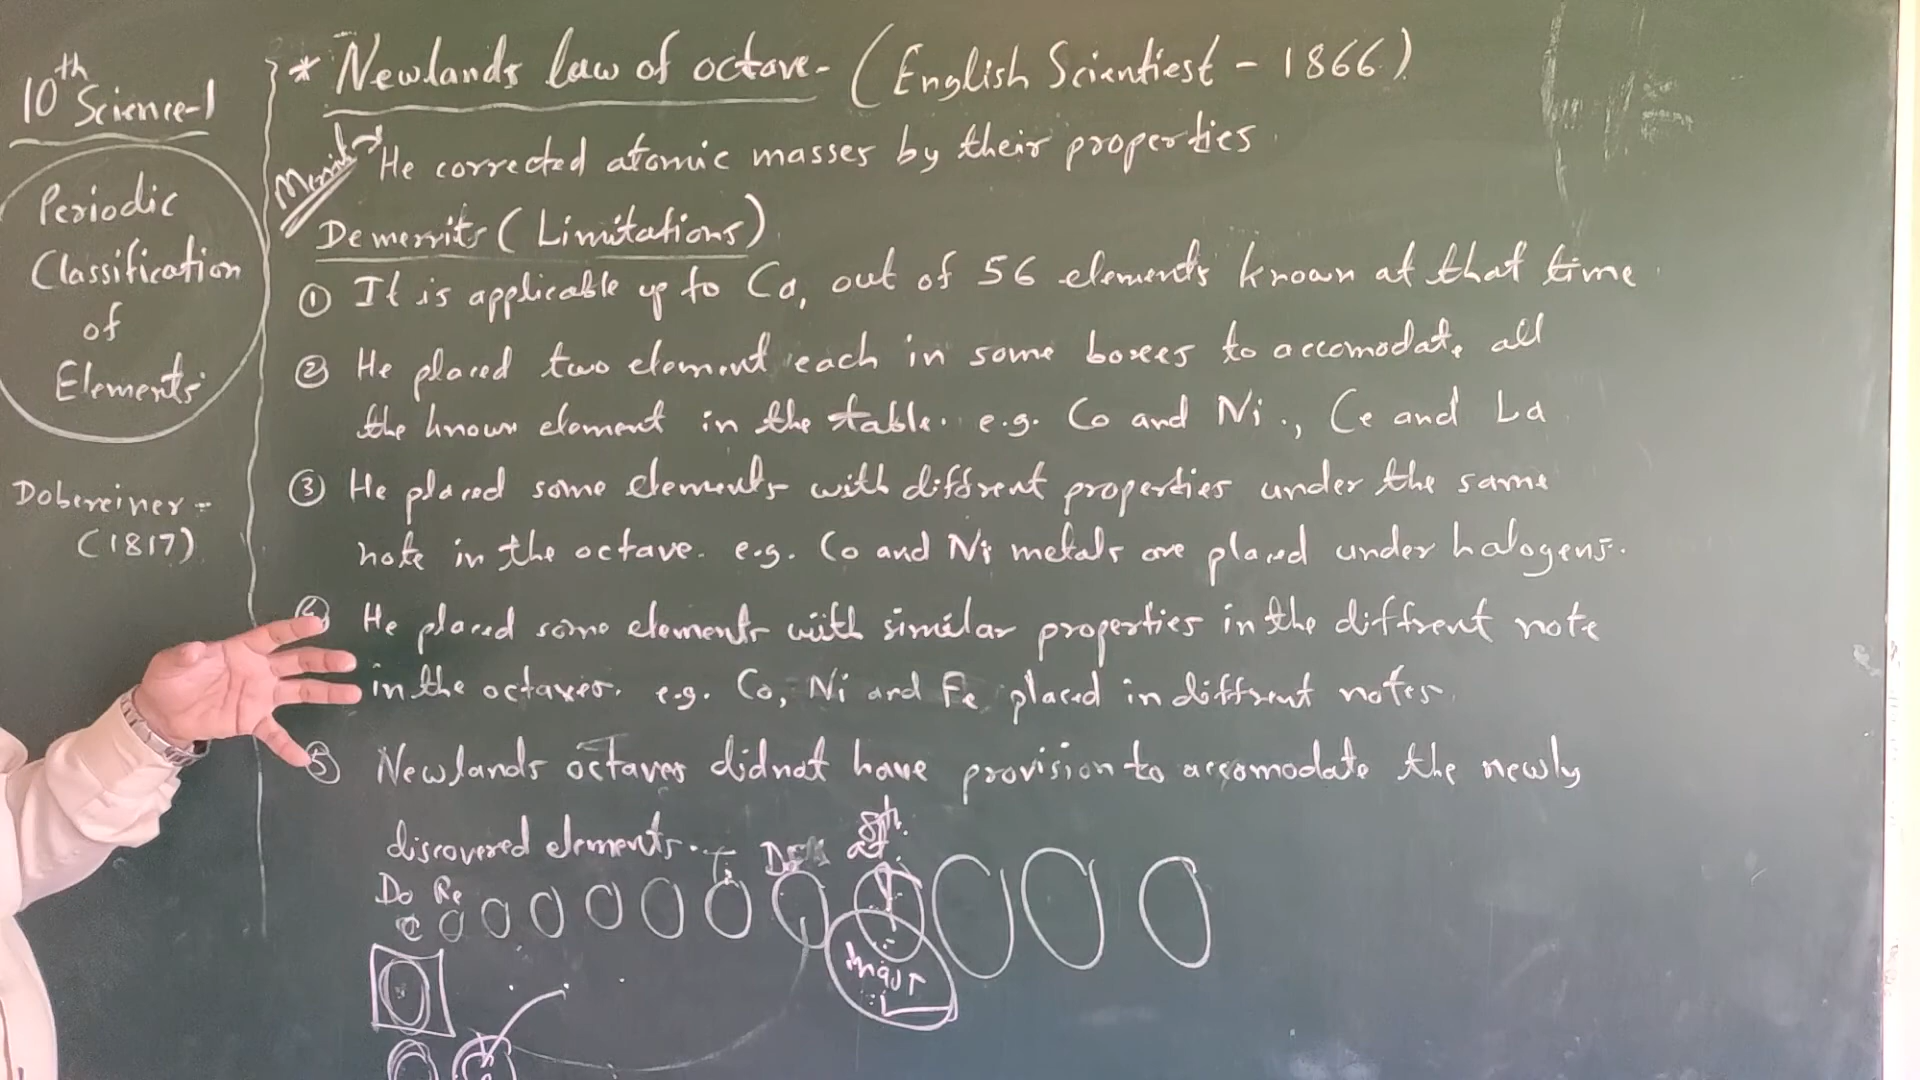 10th
Science-1
Periodic
Classification
of
Elements
Dobereiner -
(1817)
* Newlands law of octave - (English Scientiest - 1866)
Merrit → He corrected atomic masses by their properties
Demerrits (Limitations)
① It is applicable up to Ca, out of 56 elements known at that time
② He placed two element each in some boxes to accomodate all
the known element in the table. e.g. Co and Ni., Ce and La
③ He placed some elements with diffrent properties under the same
note in the octave. e.g. Co and Ni metals are placed under halogens.
④ He placed some elements with similar properties in the diffrent note
in the octaves. e.g. Co, Ni and Fe placed in diffrent notes.
⑤ Newlands octaves didnot have provision to accomodate the newly
discovered elements.
Do Re Ti Do 8th